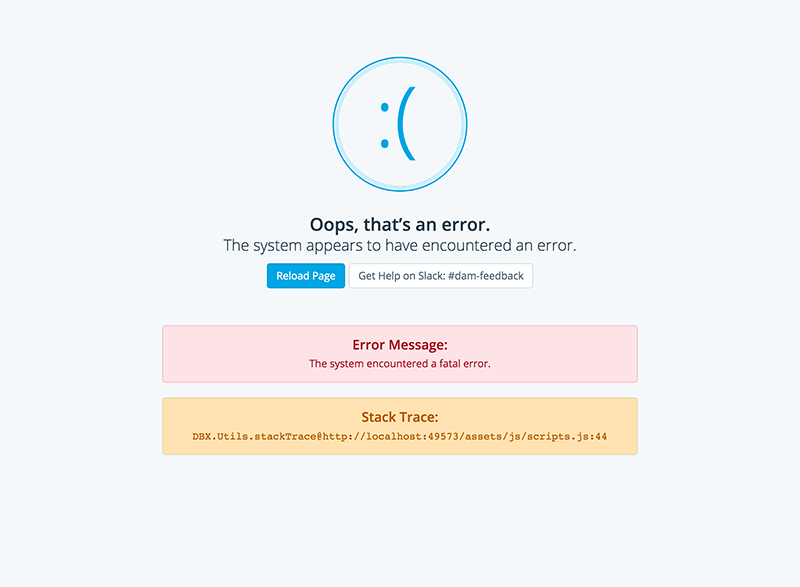 :(
Oops, that’s an error.
The system appears to have encountered an error.
Reload Page
Get Help on Slack: #dam-feedback
Error Message:
The system encountered a fatal error.
Stack Trace:
DBX.Utils.stackTrace@http://localhost:49573/assets/js/scripts.js:44